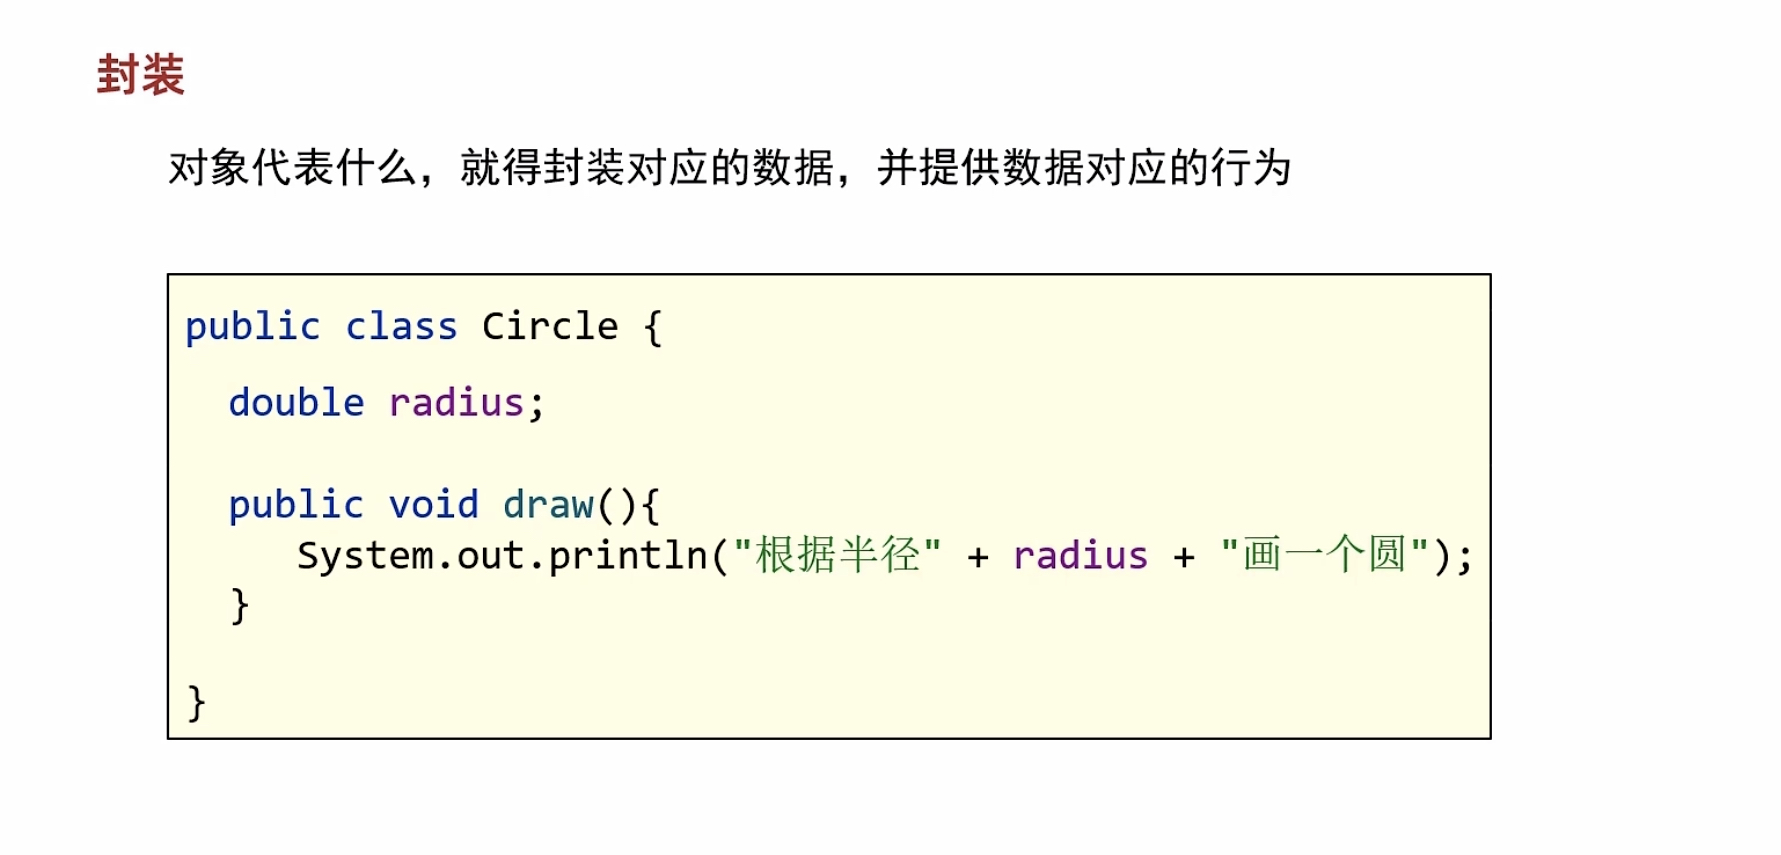 封装
对象代表什么，就得封装对应的数据，并提供数据对应的行为
public class Circle {
double radius;
public void draw(){
System.out.println("根据半径" + radius + "画一个圆");
}
}